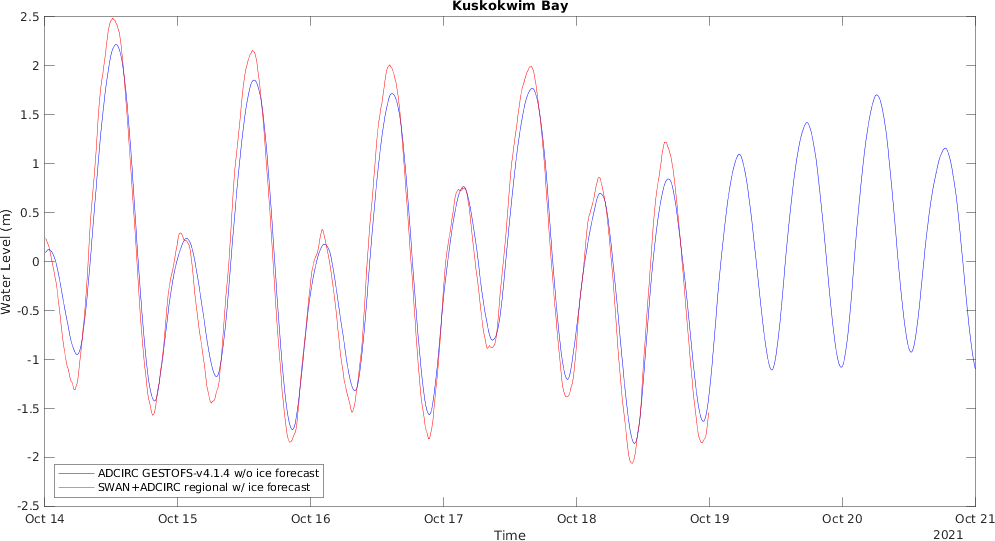 Kuskokwim Bay
2.5
2
1.5
1
0.5
0
-0.5
-1
-1.5
-2
-2.5
Water Level (m)
ADCIRC GESTOFS-v4.1.4 w/o ice forecast
SWAN+ADCIRC regional w/ ice forecast
Oct 14 Oct 15 Oct 16 Oct 17 Oct 18 Oct 19 Oct 20 Oct 21
Time 2021